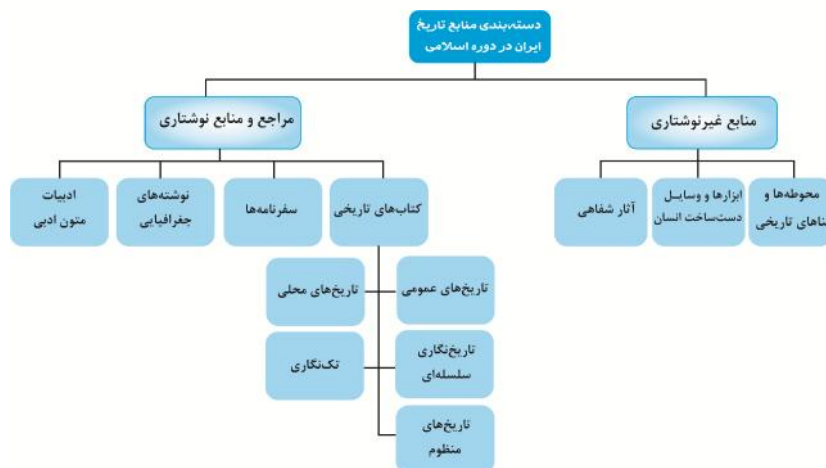 دسته‌بندی منابع تاریخ
ایران در دوره اسلامی
منابع غیرنوشتاری
مراجع و منابع نوشتاری
محوطه‌ها و
بناهای تاریخی
ابزارها و وسایل
دست‌ساخت انسان
آثار شفاهی
کتاب‌های تاریخی
سفرنامه‌ها
نوشته‌های
جغرافیایی
ادبیات
متون ادبی
تاریخ‌های عمومی
تاریخ‌های محلی
تاریخ‌نگاری
سلسله‌ای
تک‌نگاری
تاریخ‌های
منظوم